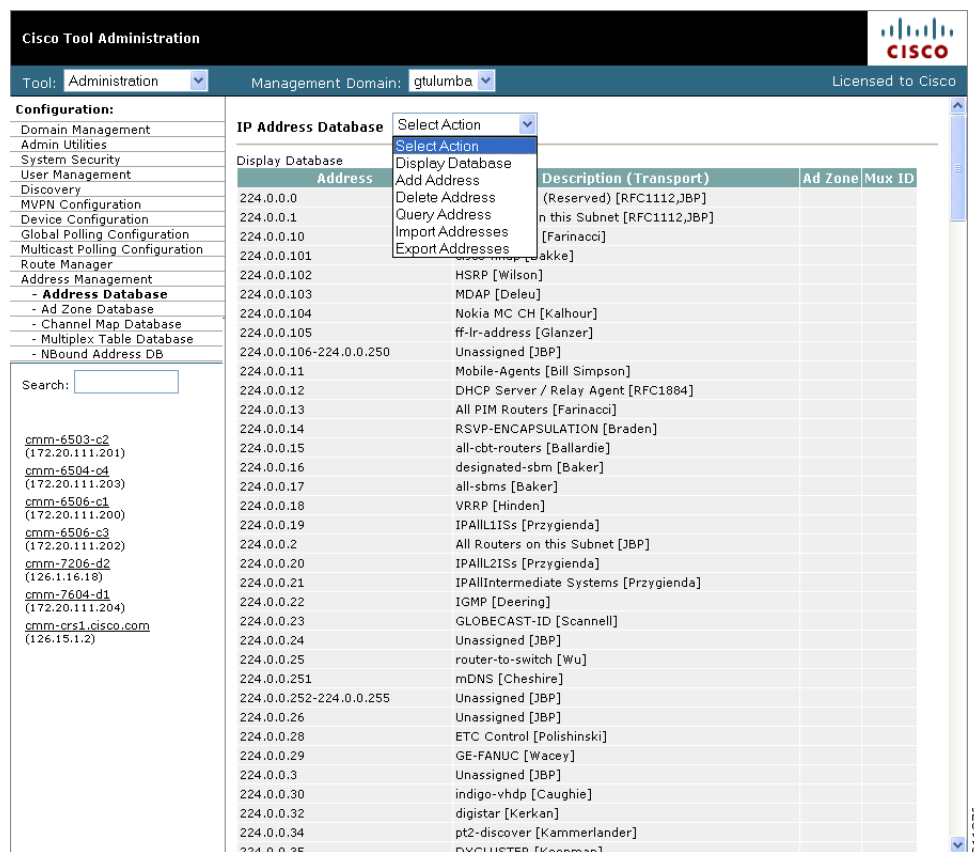 Cisco Tool Administration
CISCO
Tool: Administration
Management Domain: gtulumba
Licensed to Cisco
Configuration:
Domain Management
Admin Utilities
System Security
User Management
Discovery
MVPN Configuration
Device Configuration
Global Polling Configuration
Multicast Polling Configuration
Route Manager
Address Management
- Address Database
- Ad Zone Database
- Channel Map Database
- Multiplex Table Database
- NBound Address DB
Search:
cmm-6503-c2
(172.20.111.201)
cmm-6504-c4
(172.20.111.203)
cmm-6506-c1
(172.20.111.200)
cmm-6506-c3
(172.20.111.202)
cmm-7206-d2
(126.1.16.18)
cmm-7604-d1
(172.20.111.204)
cmm-crs1.cisco.com
(126.15.1.2)
IP Address Database Select Action
Select Action
Display Database
Add Address
Delete Address
Query Address
Import Addresses
Export Addresses
Display Database
Address Description (Transport) Ad Zone Mux ID
224.0.0.0 (Reserved) [RFC1112,JBP]
224.0.0.1 this Subnet [RFC1112,JBP]
224.0.0.10 [Farinacci]
224.0.0.101
224.0.0.102 HSRP [Wilson]
224.0.0.103 MDAP [Deleu]
224.0.0.104 Nokia MC CH [Kalhour]
224.0.0.105 ff-lr-address [Glanzer]
224.0.0.106-224.0.0.250 Unassigned [JBP]
224.0.0.11 Mobile-Agents [Bill Simpson]
224.0.0.12 DHCP Server / Relay Agent [RFC1884]
224.0.0.13 All PIM Routers [Farinacci]
224.0.0.14 RSVP-ENCAPSULATION [Braden]
224.0.0.15 all-cbt-routers [Ballardie]
224.0.0.16 designated-sbm [Baker]
224.0.0.17 all-sbms [Baker]
224.0.0.18 VRRP [Hinden]
224.0.0.19 IPAllL1ISs [Przygienda]
224.0.0.2 All Routers on this Subnet [JBP]
224.0.0.20 IPAllL2ISs [Przygienda]
224.0.0.21 IPAllIntermediate Systems [Przygienda]
224.0.0.22 IGMP [Deering]
224.0.0.23 GLOBECAST-ID [Scannell]
224.0.0.24 Unassigned [JBP]
224.0.0.25 router-to-switch [Wu]
224.0.0.251 mDNS [Cheshire]
224.0.0.252-224.0.0.255 Unassigned [JBP]
224.0.0.26 Unassigned [JBP]
224.0.0.28 ETC Control [Polishinski]
224.0.0.29 GE-FANUC [Wacey]
224.0.0.3 Unassigned [JBP]
224.0.0.30 indigo-vhdp [Caughie]
224.0.0.32 digistar [Kerkan]
224.0.0.34 pt2-discover [Kammerlander]
224.0.0.35